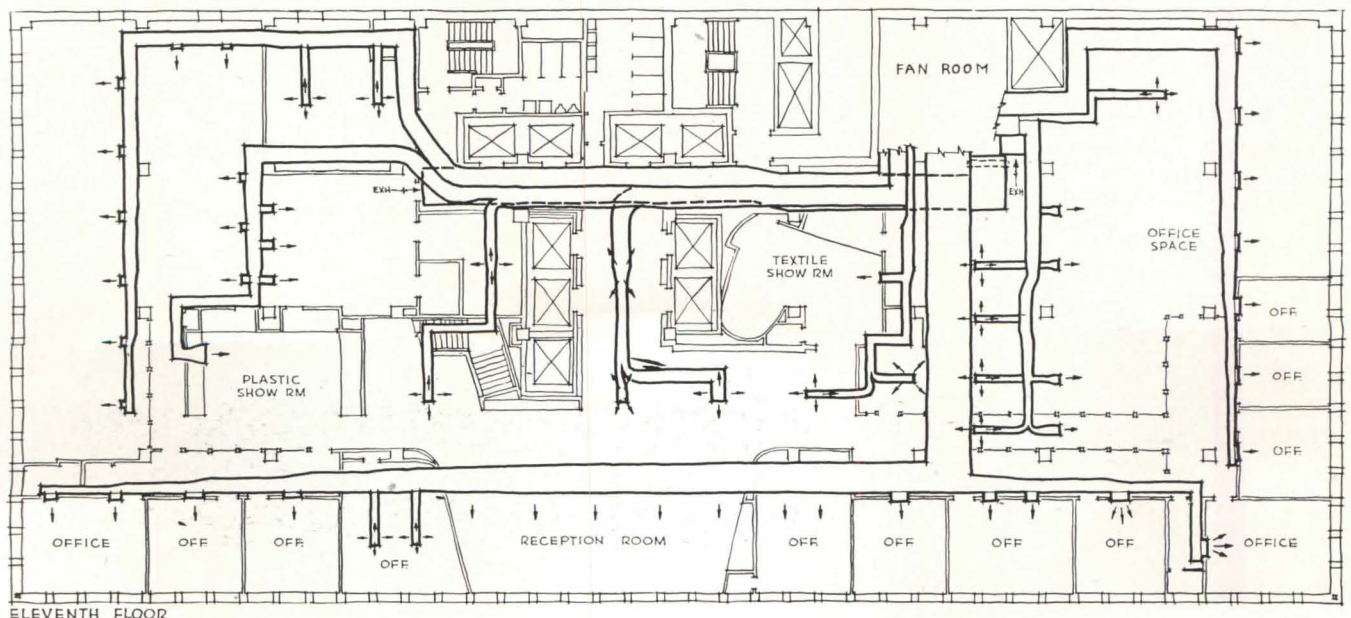 FAN ROOM
EXH
EXH
TEXTILE
SHOW RM
OFFICE
SPACE
OFF.
PLASTIC
SHOW RM
OFF.
OFF.
OFFICE
OFF.
OFF.
OFF.
RECEPTION ROOM
OFF.
OFF.
OFF.
OFF.
OFFICE
ELEVENTH FLOOR